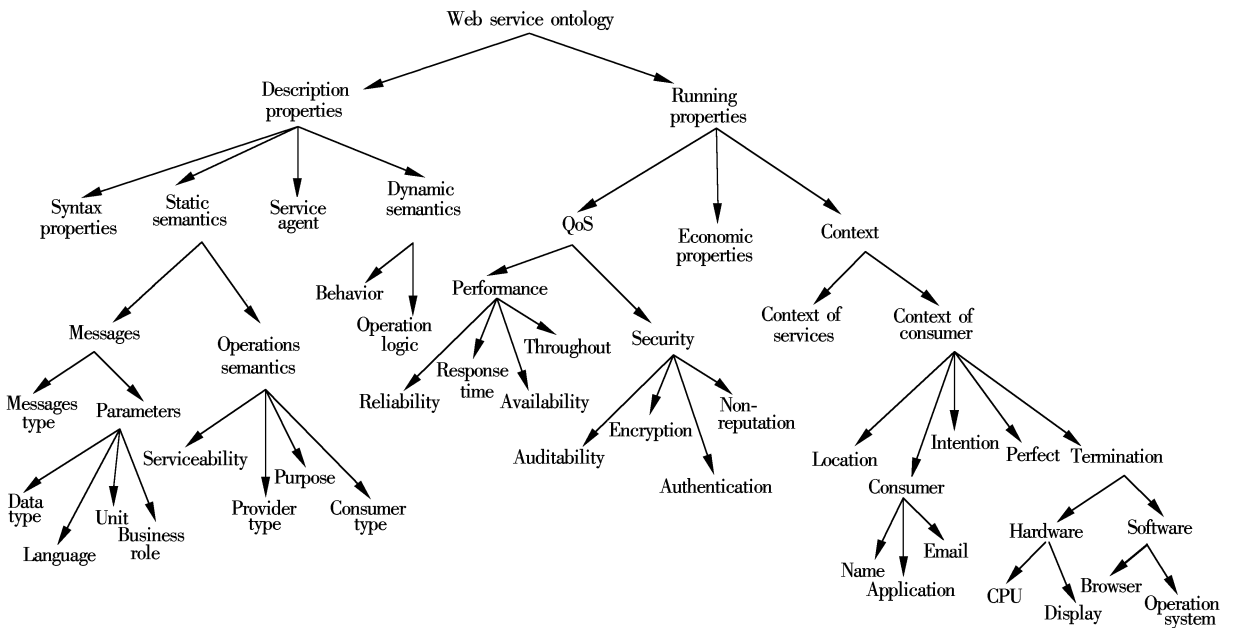 Web service ontology
Description
properties
Running
properties
Syntax
properties
Static
semantics
Service
agent
Dynamic
semantics
QoS
Economic
properties
Context
Messages
Operations
semantics
Behavior
Operation
logic
Performance
Security
Context of
services
Context of
consumer
Messages
type
Parameters
Serviceability
Provider
type
Purpose
Consumer
type
Reliability
Response
time
Availability
Throughout
Auditability
Encryption
Authentication
Non-
reputation
Location
Consumer
Intention
Perfect
Termination
Data
type
Language
Unit
Business
role
Name
Application
Email
Hardware
Software
CPU
Display
Browser
Operation
system